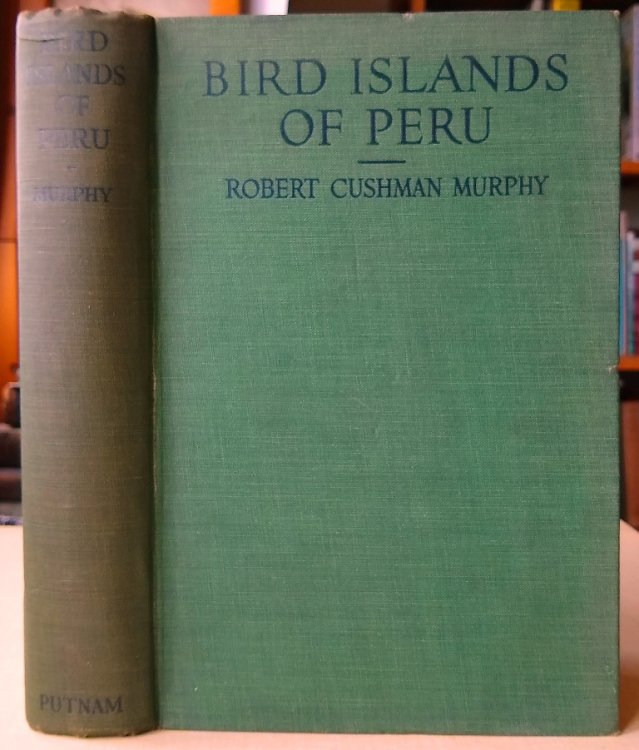 BIRD
ISLANDS
OF
PERU
MURPHY
PUTNAM
BIRD ISLANDS
OF PERU
ROBERT CUSHMAN MURPHY